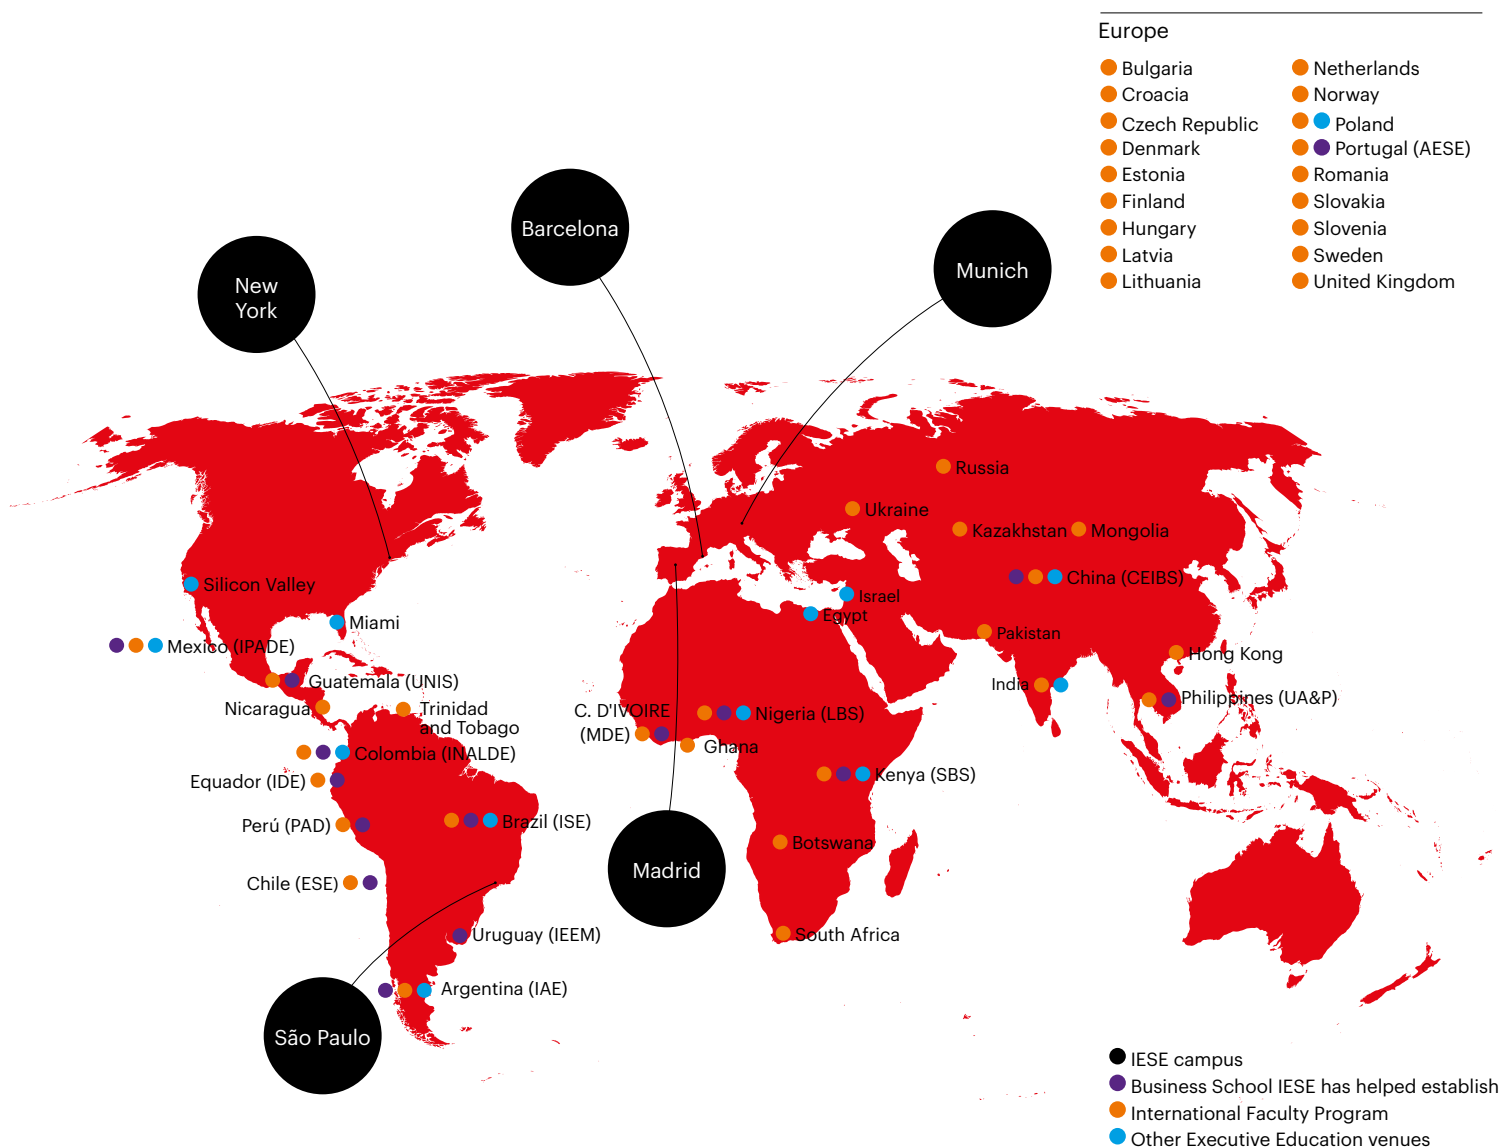 Europe
Bulgaria
Croacia
Czech Republic
Denmark
Estonia
Finland
Hungary
Latvia
Lithuania
Netherlands
Norway
Poland
Portugal (AESE)
Romania
Slovakia
Slovenia
Sweden
United Kingdom
Barcelona
New
York
Munich
Russia
Ukraine
Kazakhstan
Mongolia
China (CEIBS)
Silicon Valley
Israel
Egypt
Miami
Pakistan
Mexico (IPADE)
Hong Kong
Guatemala (UNIS)
India
Philippines (UA&P)
Nicaragua
Trinidad
and Tobago
C. D'IVOIRE
(MDE)
Nigeria (LBS)
Ghana
Colombia (INALDE)
Equador (IDE)
Kenya (SBS)
Perú (PAD)
Brazil (ISE)
Botswana
Madrid
Chile (ESE)
Uruguay (IEEM)
South Africa
Argentina (IAE)
São Paulo
IESE campus
Business School IESE has helped establish
International Faculty Program
Other Executive Education venues